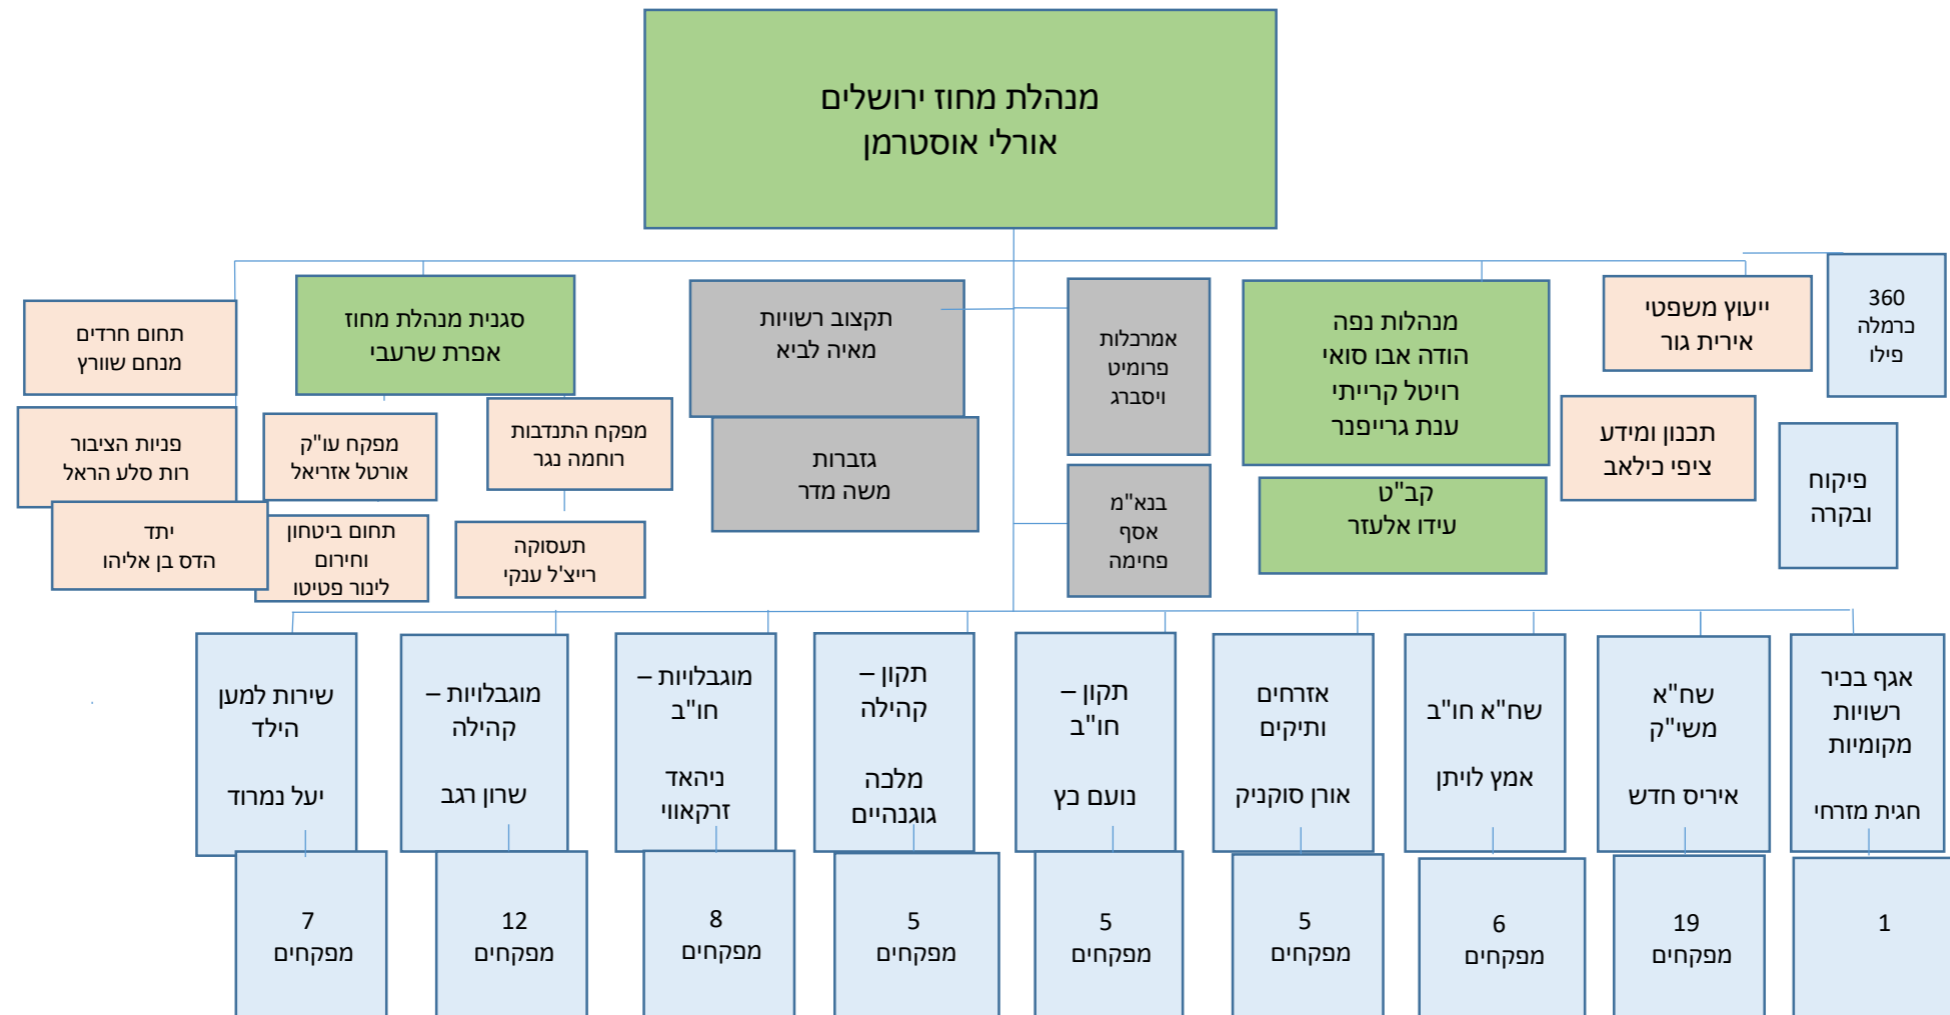 מנהלת מחוז ירושלים
אורלי אוסטרמן
360
כרמלה
פילו
ייעוץ משפטי
אירית גור
מנהלות נפה
הודה אבו סואי
רויטל קרייתי
ענת גרייפנר
אמרכלות
פרומיט
ויסברג
תקצוב רשויות
מאיה לביא
סגנית מנהלת מחוז
אפרת שרעבי
תחום חרדים
מנחם שוורץ
פיקוח
ובקרה
תכנון ומידע
ציפי כילאב
קב"ט
עידו אלעזר
בנא"מ
אסף
פחימה
גזברות
משה מדר
מפקח התנדבות
רוחמה נגר
מפקח עו"ק
אורטל אזריאל
פניות הציבור
רות סלע הראל
תעסוקה
רייצ'ל ענקי
תחום ביטחון
וחירום
לינור פטיטו
יתד
הדס בן אליהו
אגף בכיר
רשויות
מקומיות
חגית מזרחי
שח"א
משי"ק
איריס חדש
שח"א חו"ב
אמץ לויתן
אזרחים
ותיקים
אורן סוקניק
תקון –
חו"ב
נועם כץ
תקון –
קהילה
מלכה
גוגנהיים
מוגבלויות –
חו"ב
ניהאד
זרקאווי
מוגבלויות –
קהילה
שרון רגב
שירות למען
הילד
יעל נמרוד
1
19
מפקחים
6
מפקחים
5
מפקחים
5
מפקחים
5
מפקחים
8
מפקחים
12
מפקחים
7
מפקחים